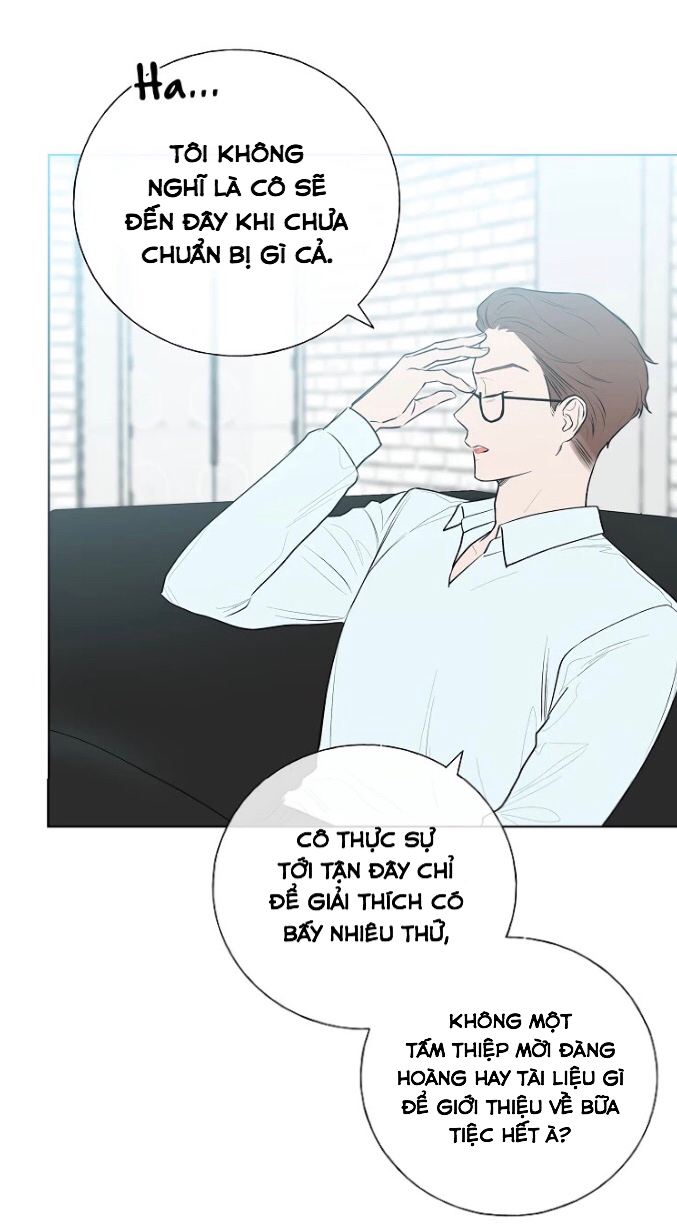 Ha...
TÔI KHÔNG
NGHĨ LÀ CÔ SẼ
ĐẾN ĐÂY KHI CHƯA
CHUẨN BỊ GÌ CẢ.
CÔ THỰC SỰ
TỚI TẬN ĐÂY CHỈ
ĐỂ GIẢI THÍCH CÓ
BẤY NHIÊU THỨ,
KHÔNG MỘT
TẤM THIỆP MỜI ĐÀNG
HOÀNG HAY TÀI LIỆU GÌ
ĐỂ GIỚI THIỆU VỀ BỮA
TIỆC HẾT À?